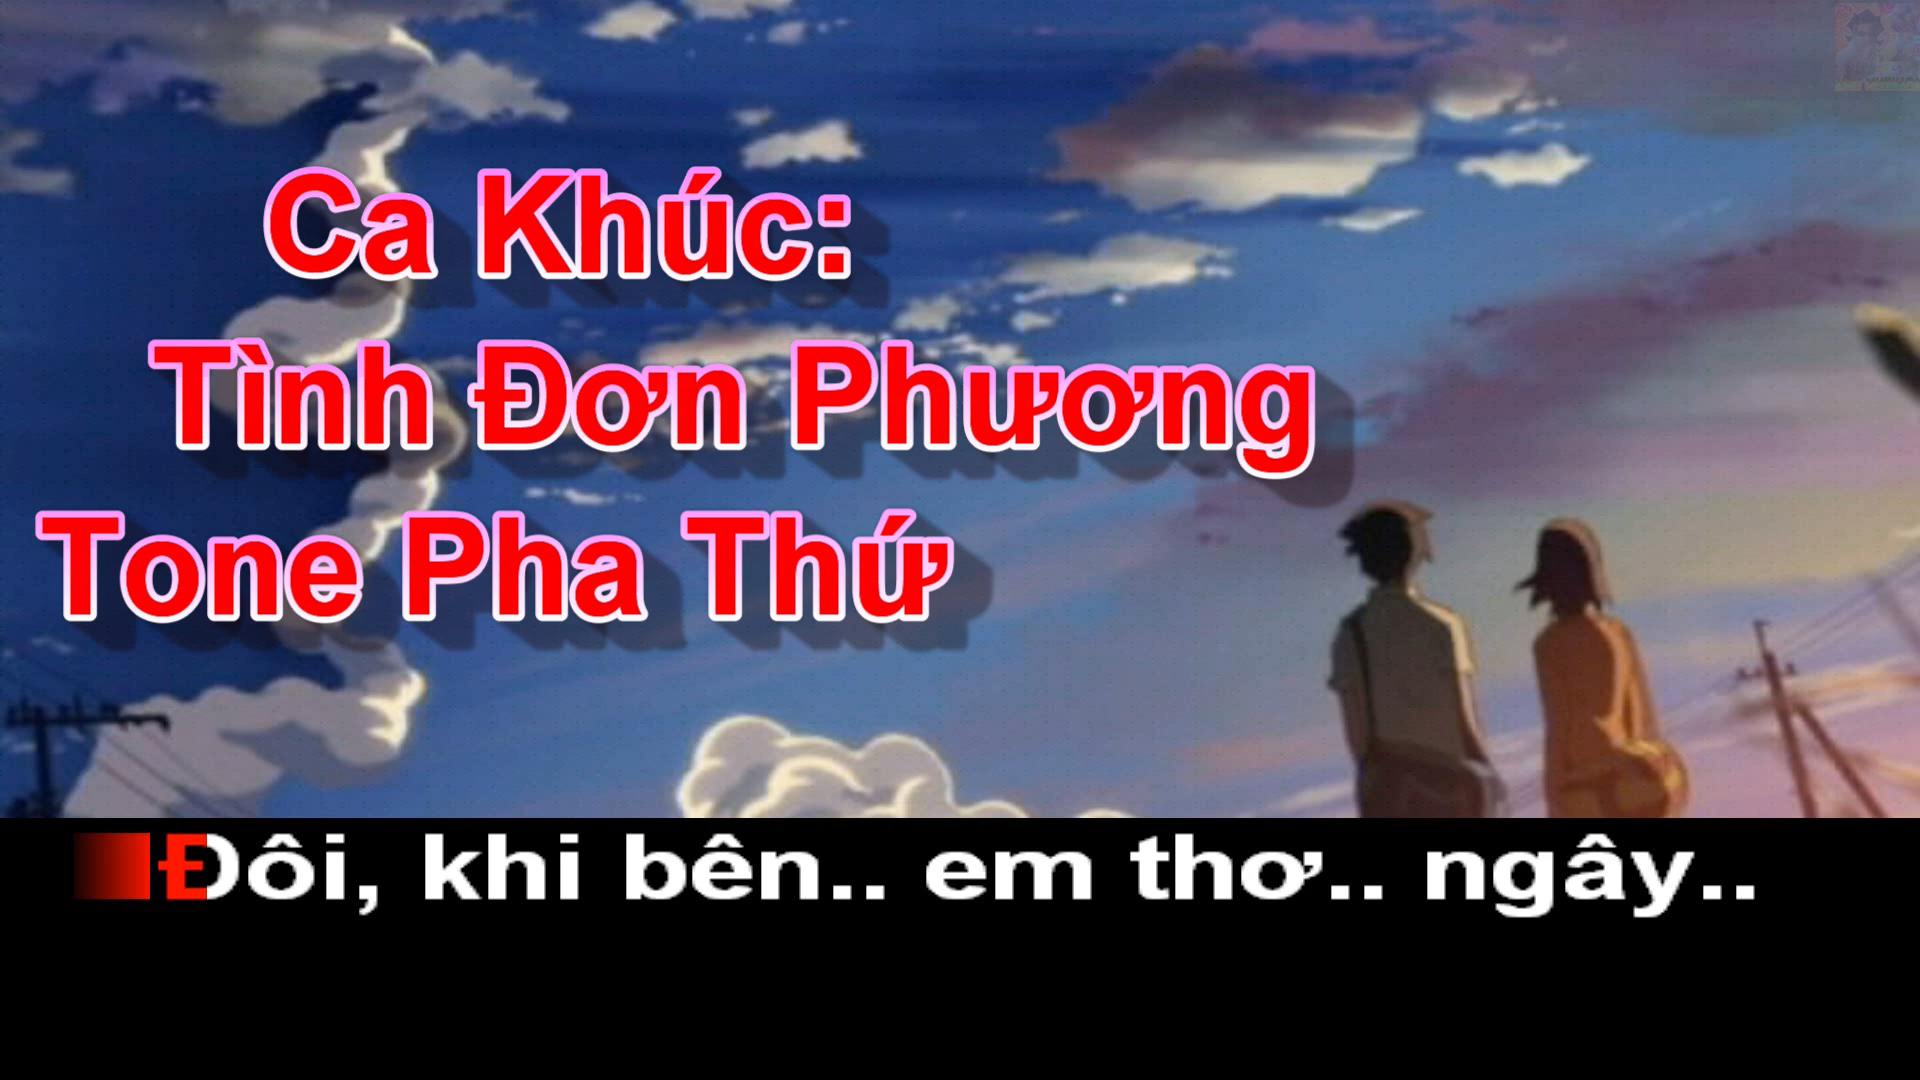 Ca Khúc:
Tình Đơn Phương
Tone Pha Thứ
Đôi, khi bên.. em thơ.. ngây..